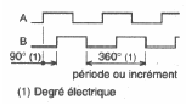 A
B
90° (1) 360° (1)
période ou incrément
(1) Degré électrique